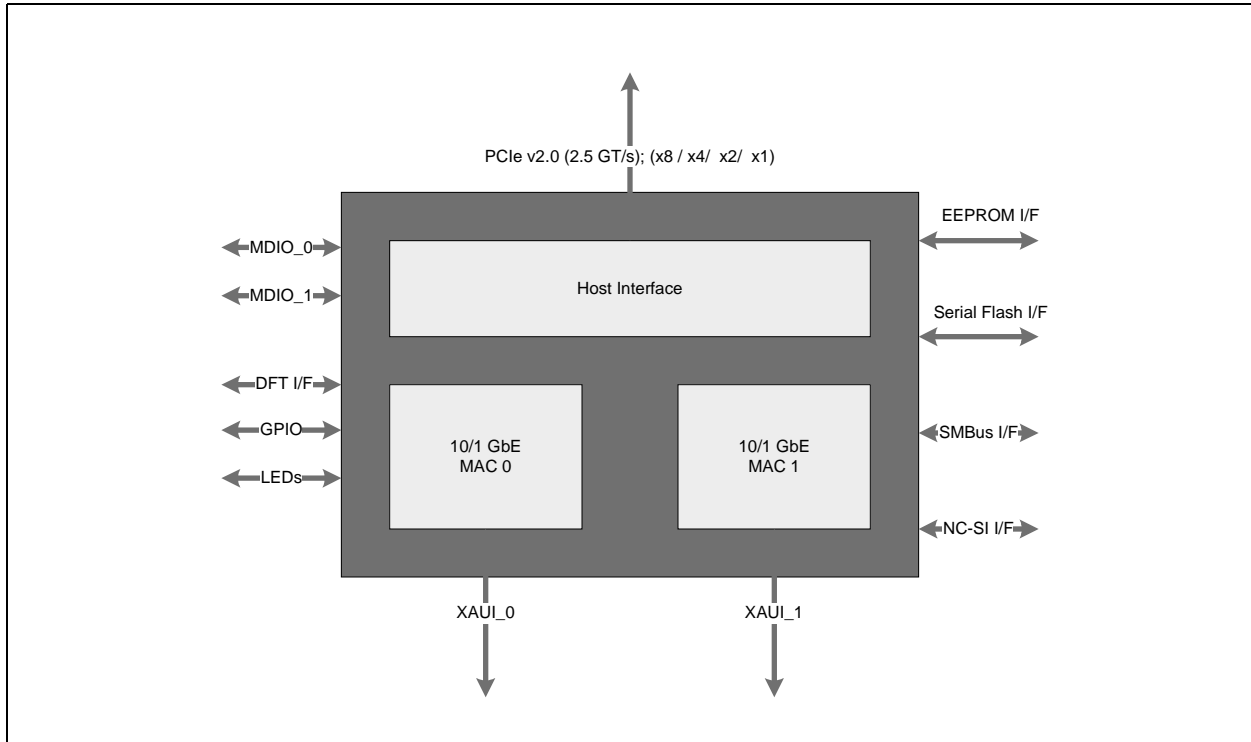 PCIe v2.0 (2.5 GT/s); (x8 / x4/ x2/ x1)
EEPROM I/F
MDIO_0
Host Interface
MDIO_1
Serial Flash I/F
DFT I/F
GPIO
10/1 GbE
MAC 0
10/1 GbE
MAC 1
SMBus I/F
LEDs
NC-SI I/F
XAUI_0
XAUI_1